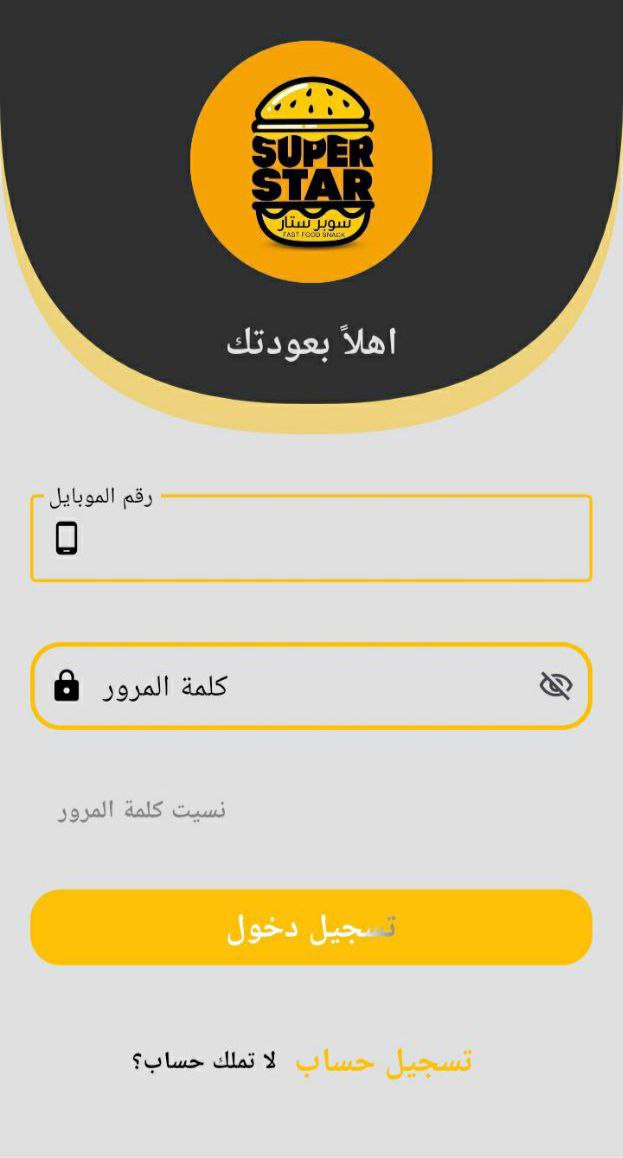 SUPER
STAR
سوبر ستار
FAST FOOD SNACK
اهلاً بعودتك
رقم الموبايل
كلمة المرور
نسيت كلمة المرور
تسجيل دخول
لا تملك حساب؟ تسجيل حساب